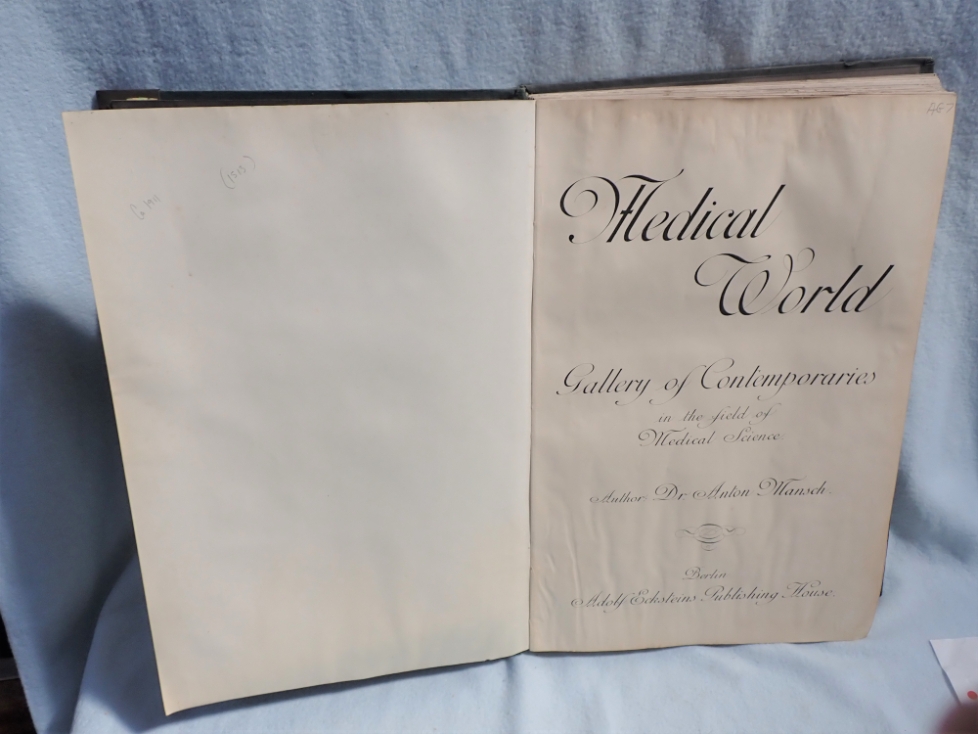 Medical
World
Gallery of Contemporaries
in the field of
Medical Science.
Author Dr Anton Mansch.
Berlin
Adolf Ecksteins Publishing House.